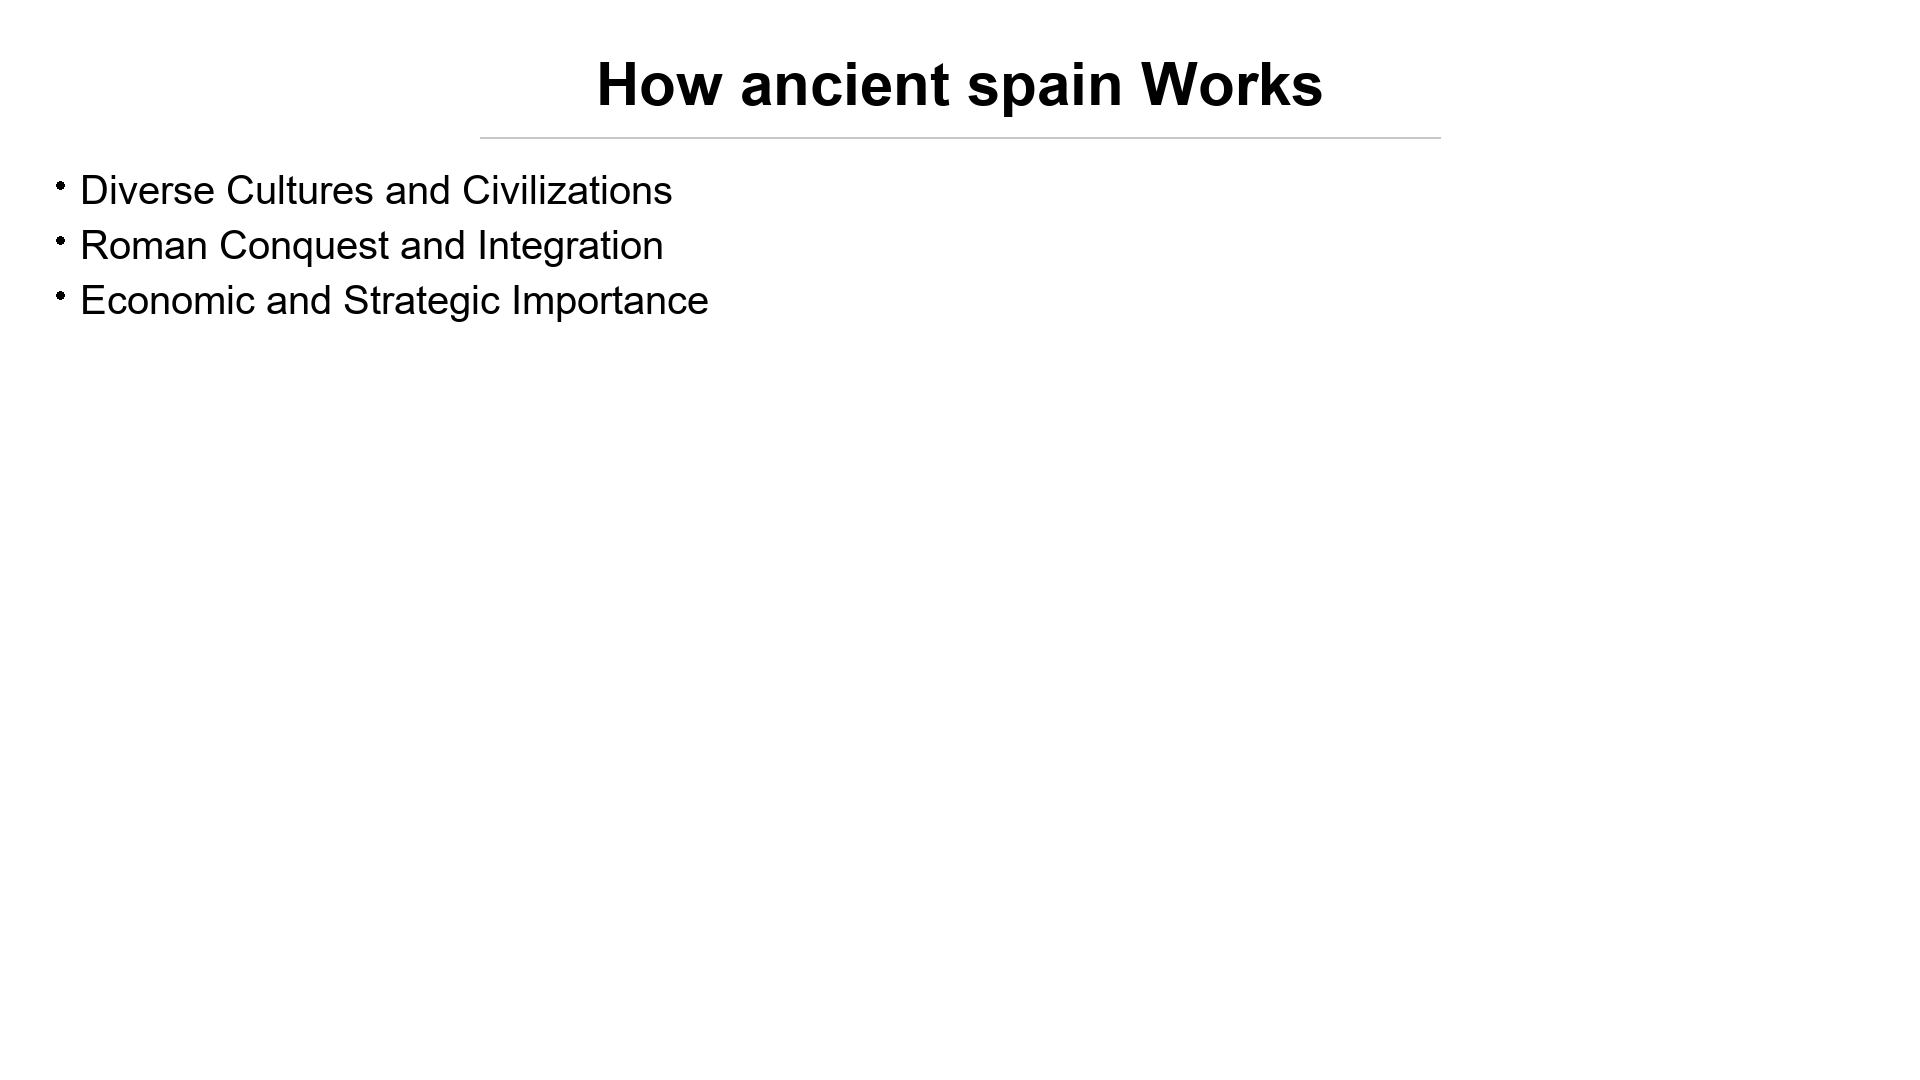 How ancient spain Works
• Diverse Cultures and Civilizations
• Roman Conquest and Integration
• Economic and Strategic Importance